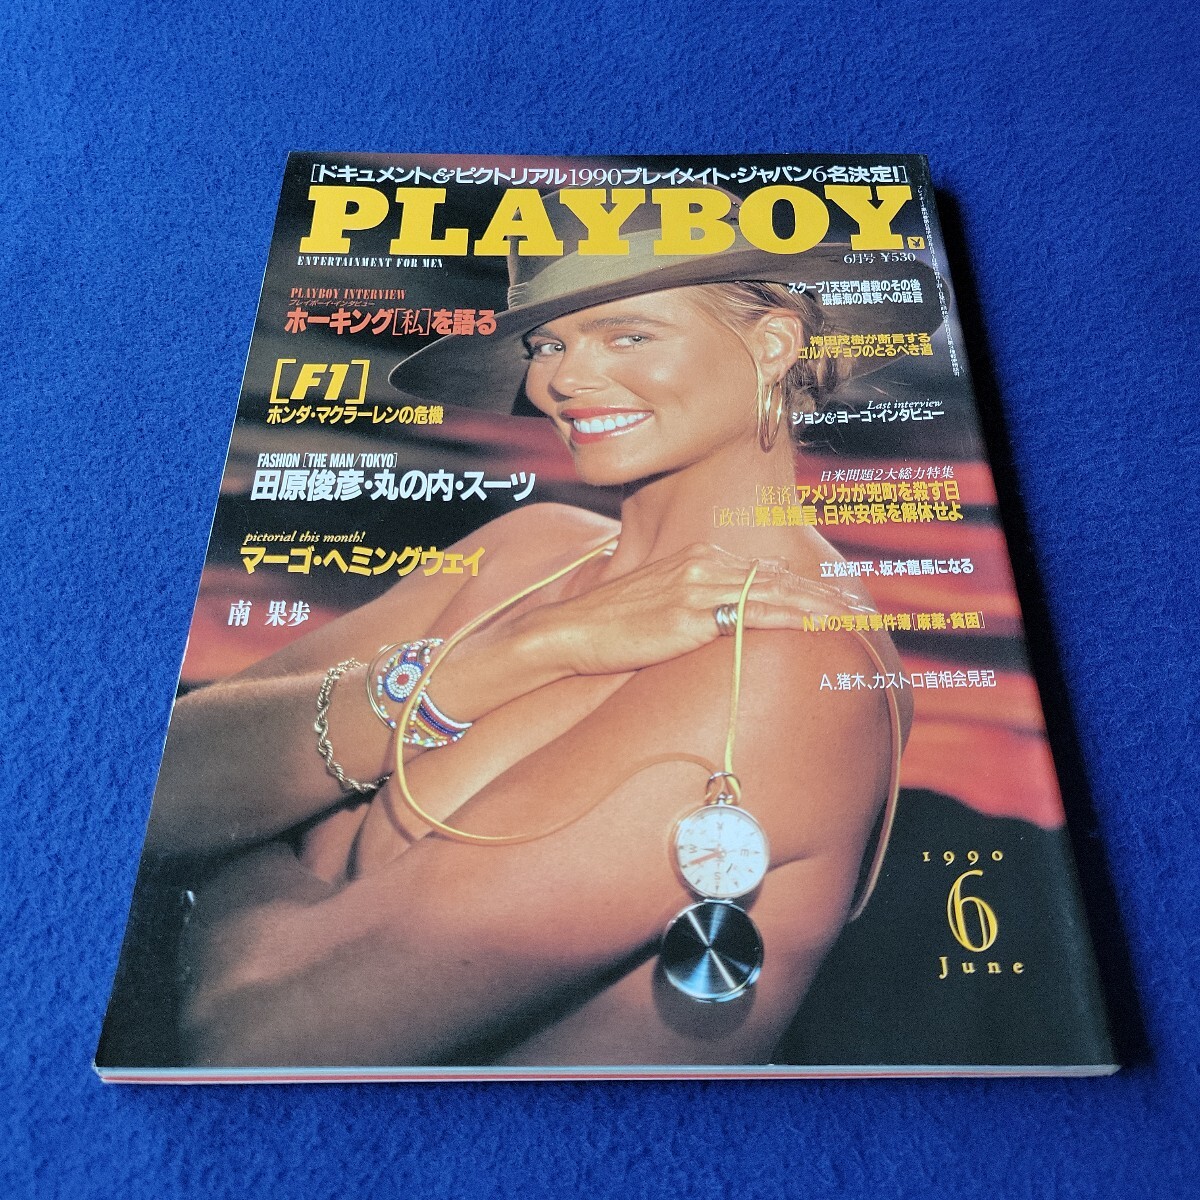 [ドキュメント&ピクトリアル1990プレイメイト・ジャパン6名決定!]
PLAYBOY
ENTERTAINMENT FOR MEN
6月号 ¥530
PLAYBOY INTERVIEW
プレイボーイ・インタビュー
ホーキング[私]を語る
[F1]
ホンダ・マクラーレンの危機
FASHION [THE MAN/TOKYO]
田原俊彦・丸の内・スーツ
pictorial this month!
マーゴ・ヘミングウェイ
南 果歩
スクープ!天安門虐殺のその後
張振海の真実への証言
袴田茂樹が断言する
ゴルバチョフのとるべき道
Last interview
ジョン&ヨーコ・インタビュー
日米問題2大総力特集
[経済]アメリカが兜町を殺す日
[政治]緊急提言、日米安保を解体せよ
立松和平、坂本龍馬になる
N.Yの写真事件簿[麻薬・貧困]
A.猪木、カストロ首相会見記
1990
6
June